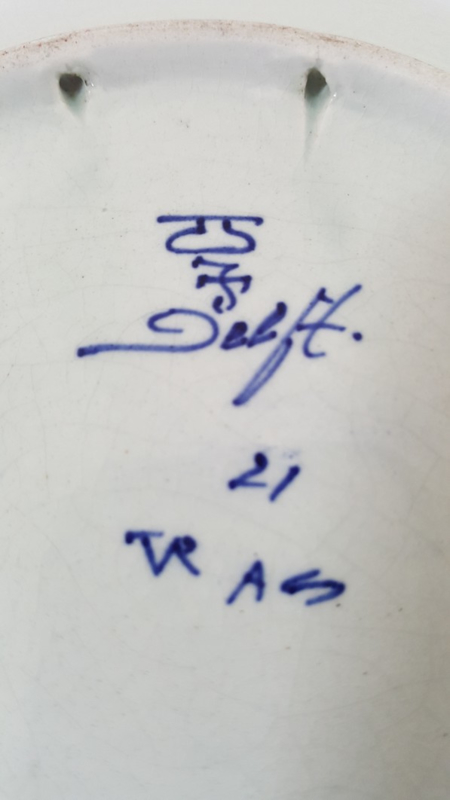 Delft.
21
TR AS